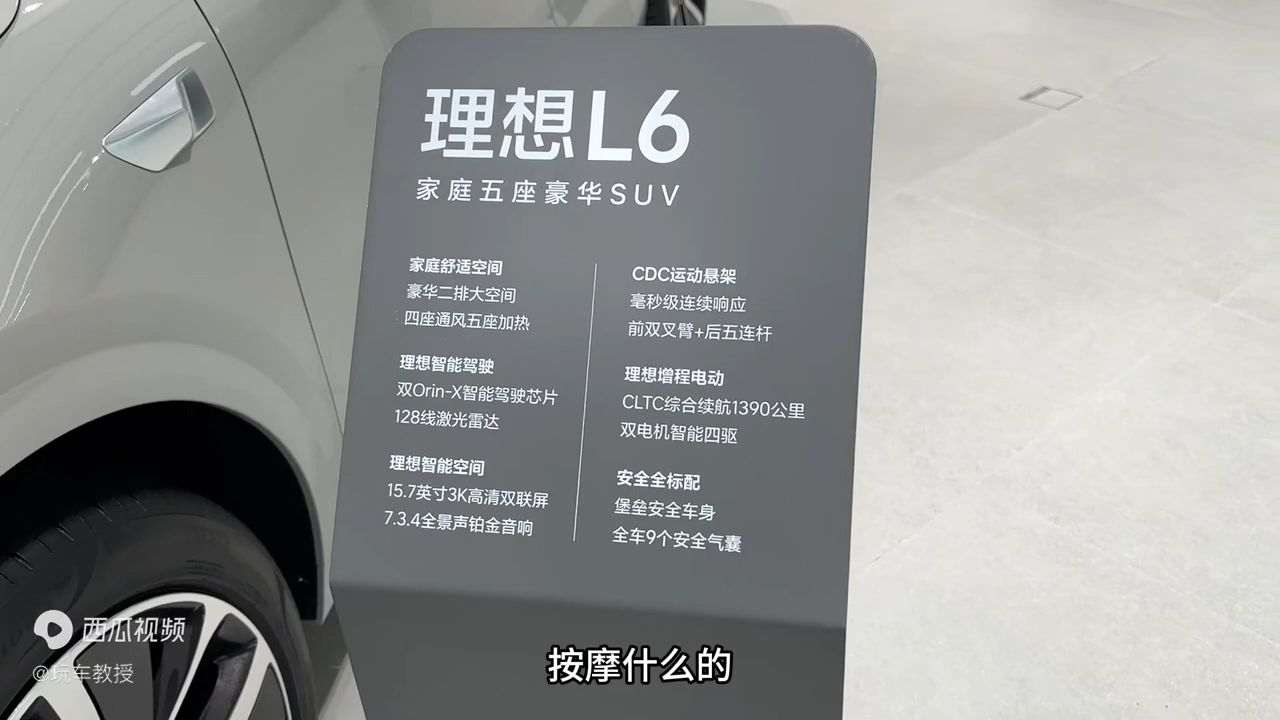 理想L6
家庭五座豪华SUV
家庭舒适空间
豪华二排大空间
四座通风五座加热
理想智能驾驶
双Orin-X智能驾驶芯片
128线激光雷达
理想智能空间
15.7英寸3K高清双联屏
7.3.4全景声铂金音响
CDC运动悬架
毫秒级连续响应
前双叉臂+后五连杆
理想增程电动
CLTC综合续航1390公里
双电机智能四驱
安全全标配
堡垒安全车身
全车9个安全气囊
西瓜视频
@玩车教授
按摩什么的